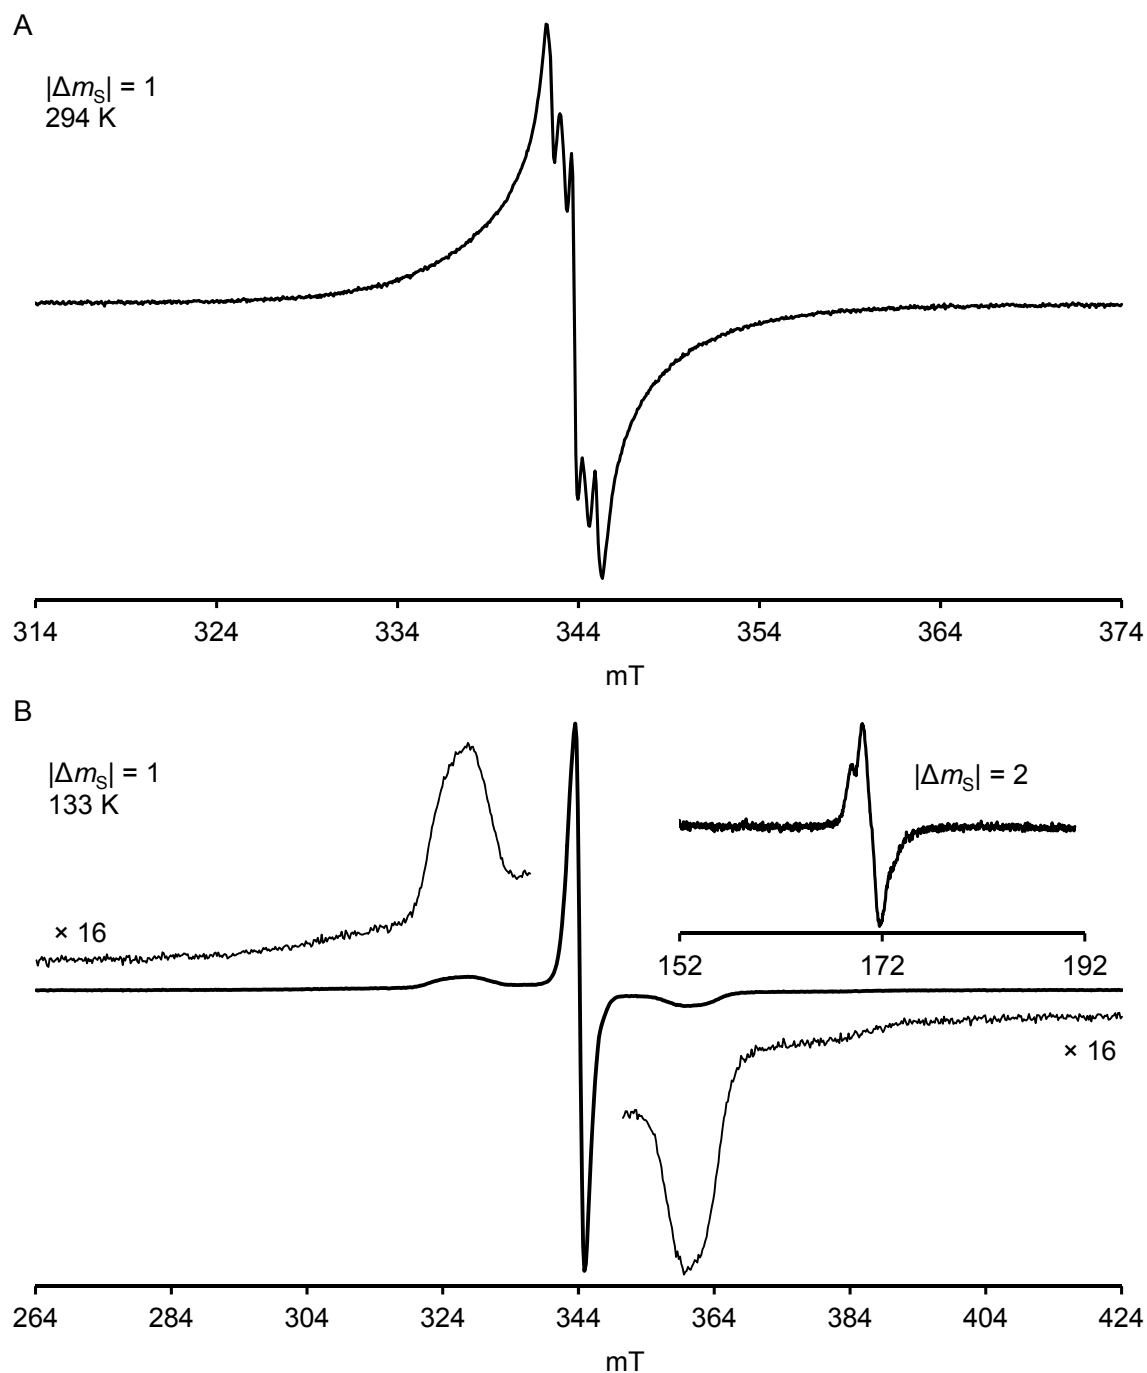 A
|Δm_S| = 1
294 K
314 324 334 344 354 364 374
mT
B
|Δm_S| = 1
133 K
|Δm_S| = 2
× 16
152 172 192
× 16
264 284 304 324 344 364 384 404 424
mT